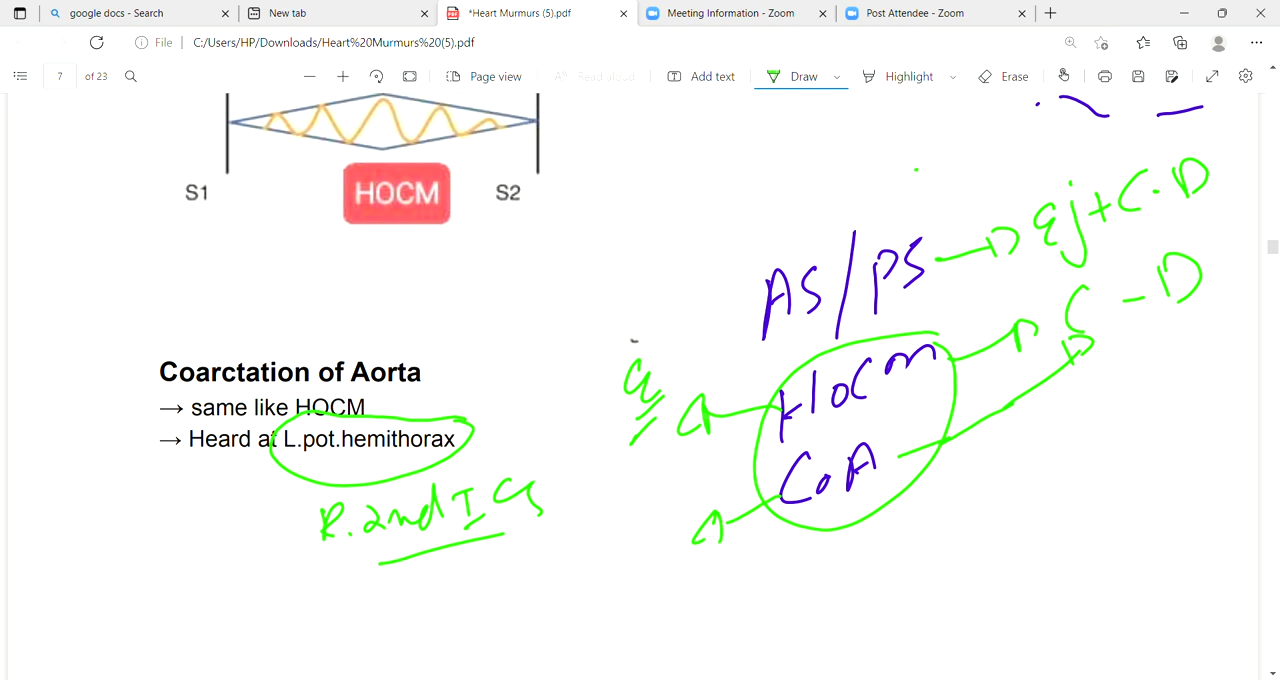 google docs - Search
New tab
*Heart Murmurs (5).pdf
Meeting Information - Zoom
Post Attendee - Zoom
File
C:/Users/HP/Downloads/Heart%20Murmurs%20(5).pdf
7 of 23
Page view
Read aloud
Add text
Draw
Highlight
Erase
S1
HOCM
S2
Ej+C-D
AS/PS
C-D
HOCM
COA
Coarctation of Aorta
→ same like HOCM
→ Heard at L.pot.hemithorax
R. 2nd ICS